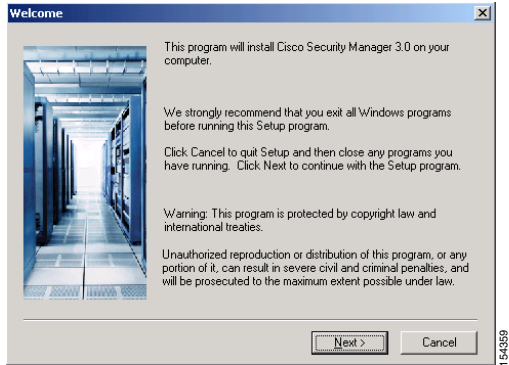 Welcome
This program will install Cisco Security Manager 3.0 on your
computer.
We strongly recommend that you exit all Windows programs
before running this Setup program.
Click Cancel to quit Setup and then close any programs you
have running. Click Next to continue with the Setup program.
Warning: This program is protected by copyright law and
international treaties.
Unauthorized reproduction or distribution of this program, or any
portion of it, can result in severe civil and criminal penalties, and
will be prosecuted to the maximum extent possible under law.
Next >
Cancel
154359